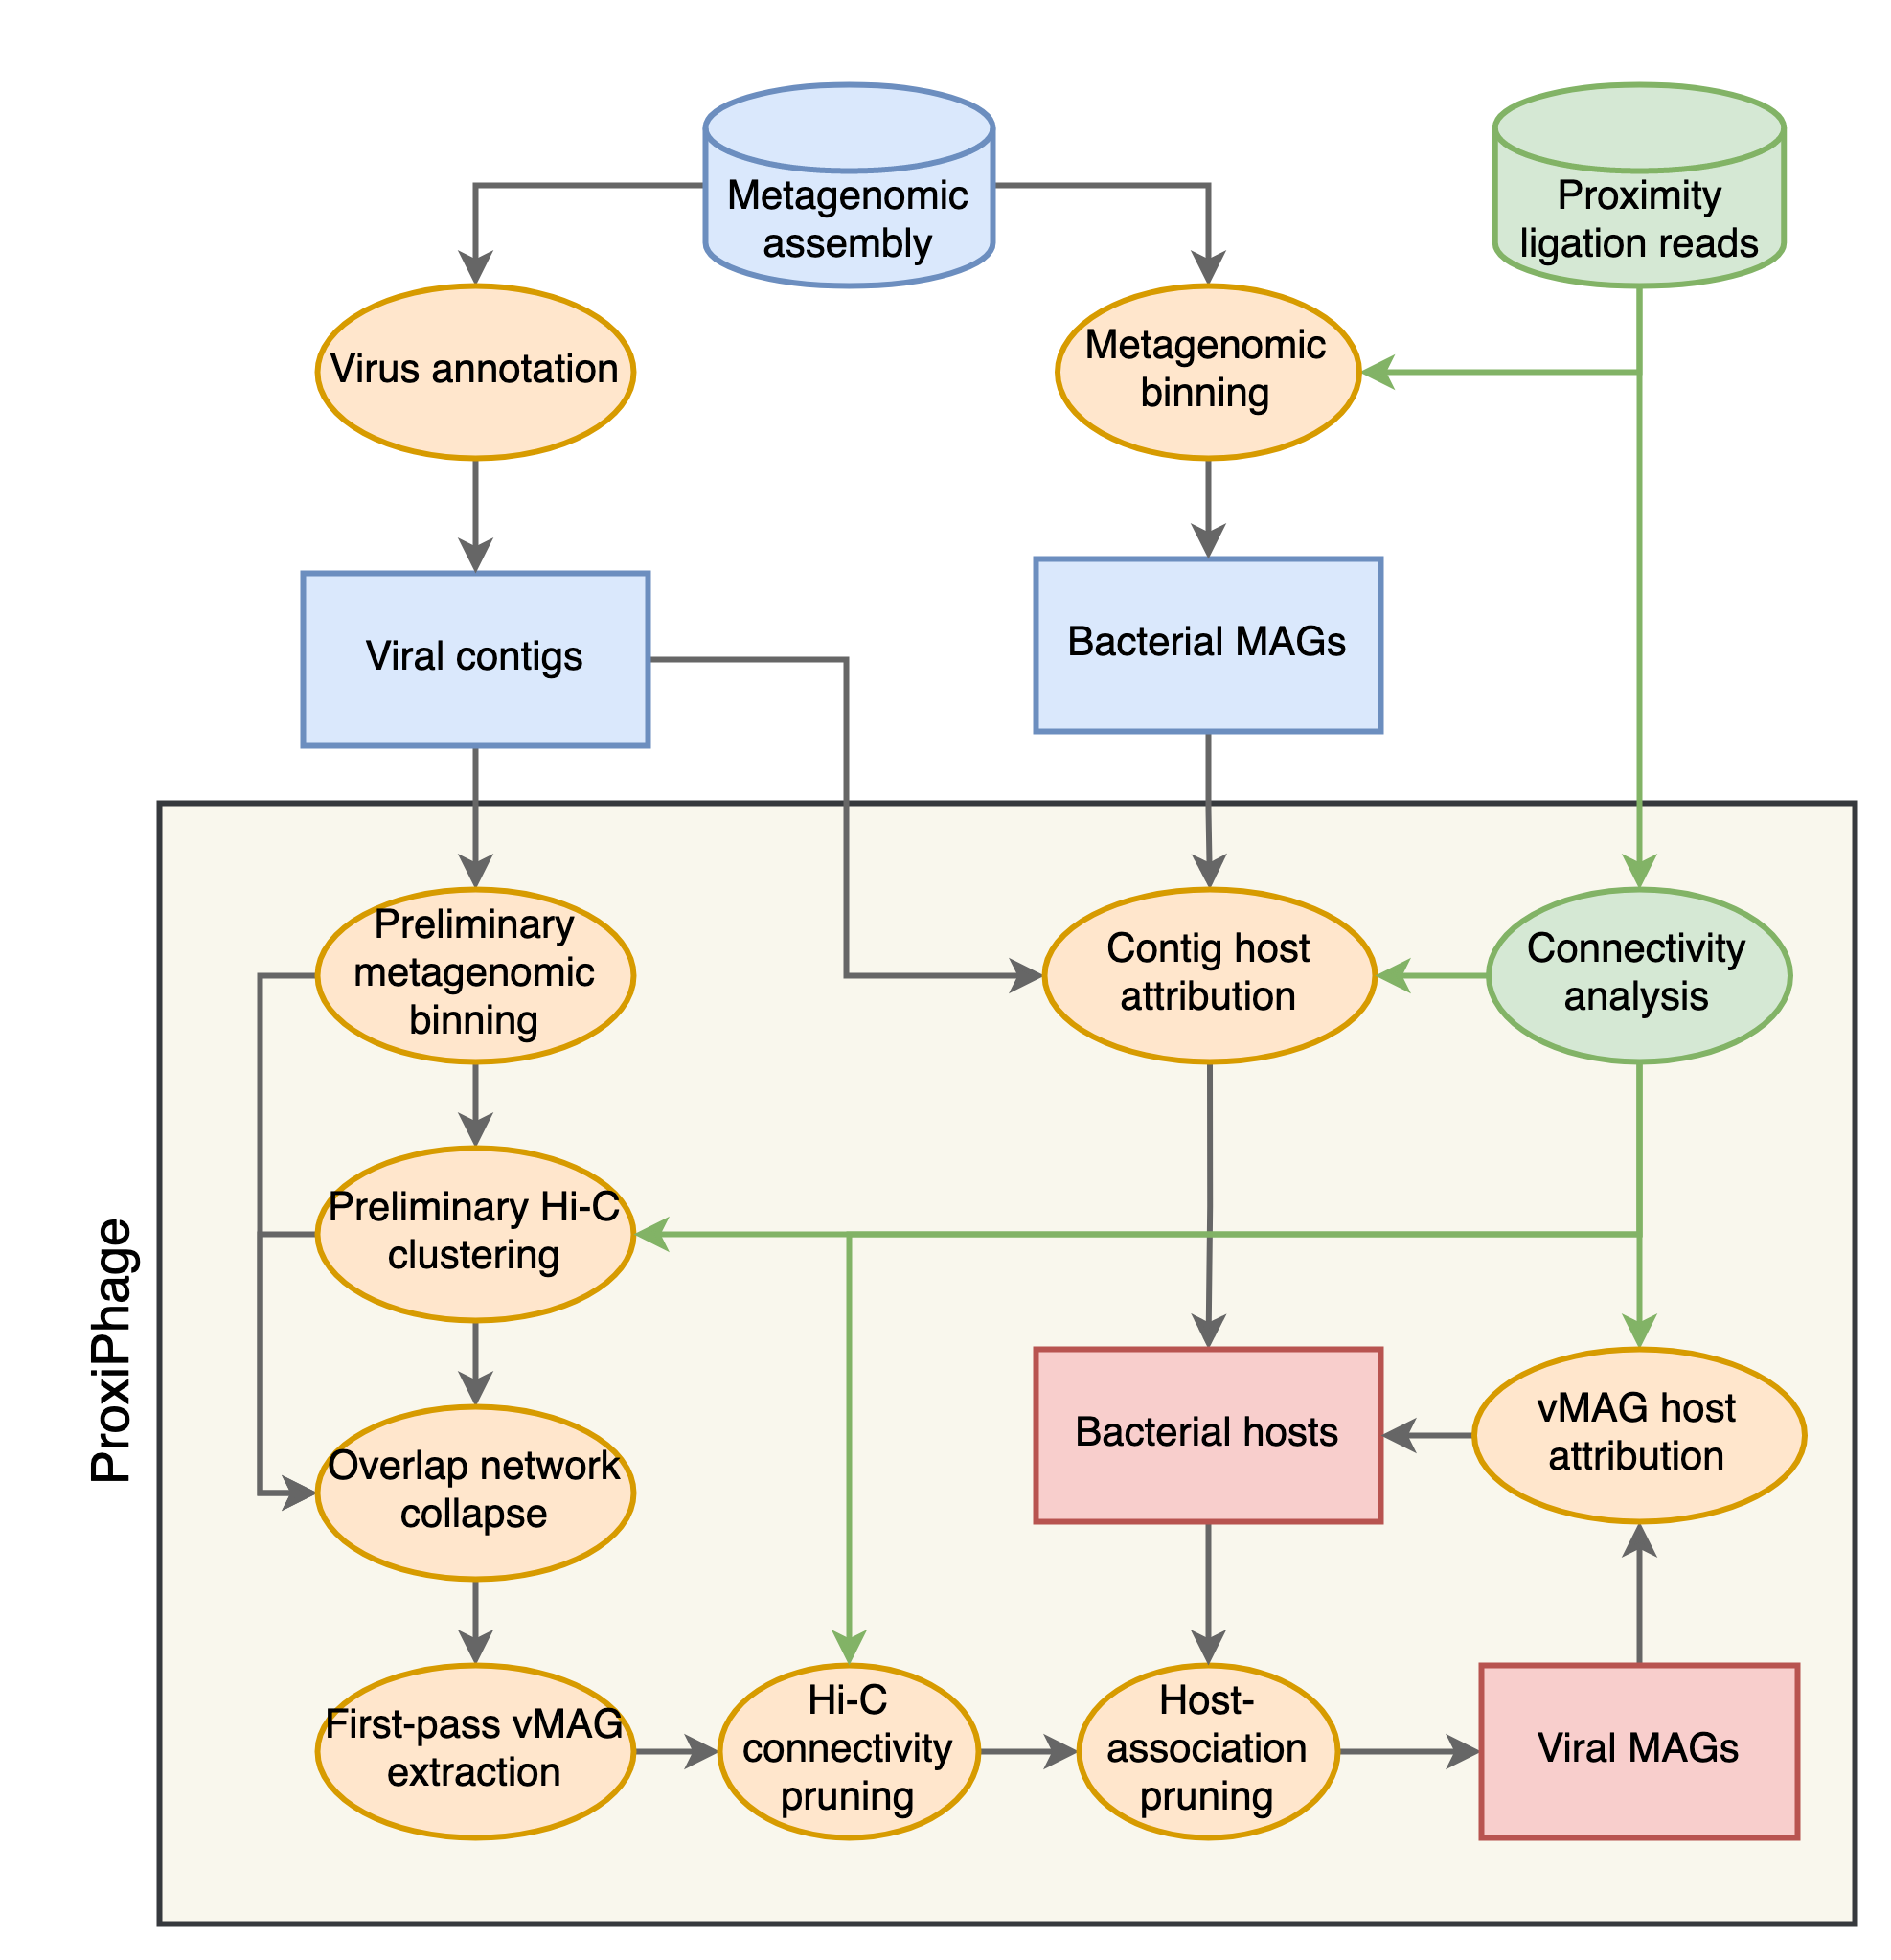 Metagenomic
assembly
Proximity
ligation reads
Virus annotation
Metagenomic
binning
Viral contigs
Bacterial MAGs
ProxiPhage
Preliminary
metagenomic
binning
Contig host
attribution
Connectivity
analysis
Preliminary Hi-C
clustering
Overlap network
collapse
Bacterial hosts
vMAG host
attribution
First-pass vMAG
extraction
Hi-C
connectivity
pruning
Host-
association
pruning
Viral MAGs